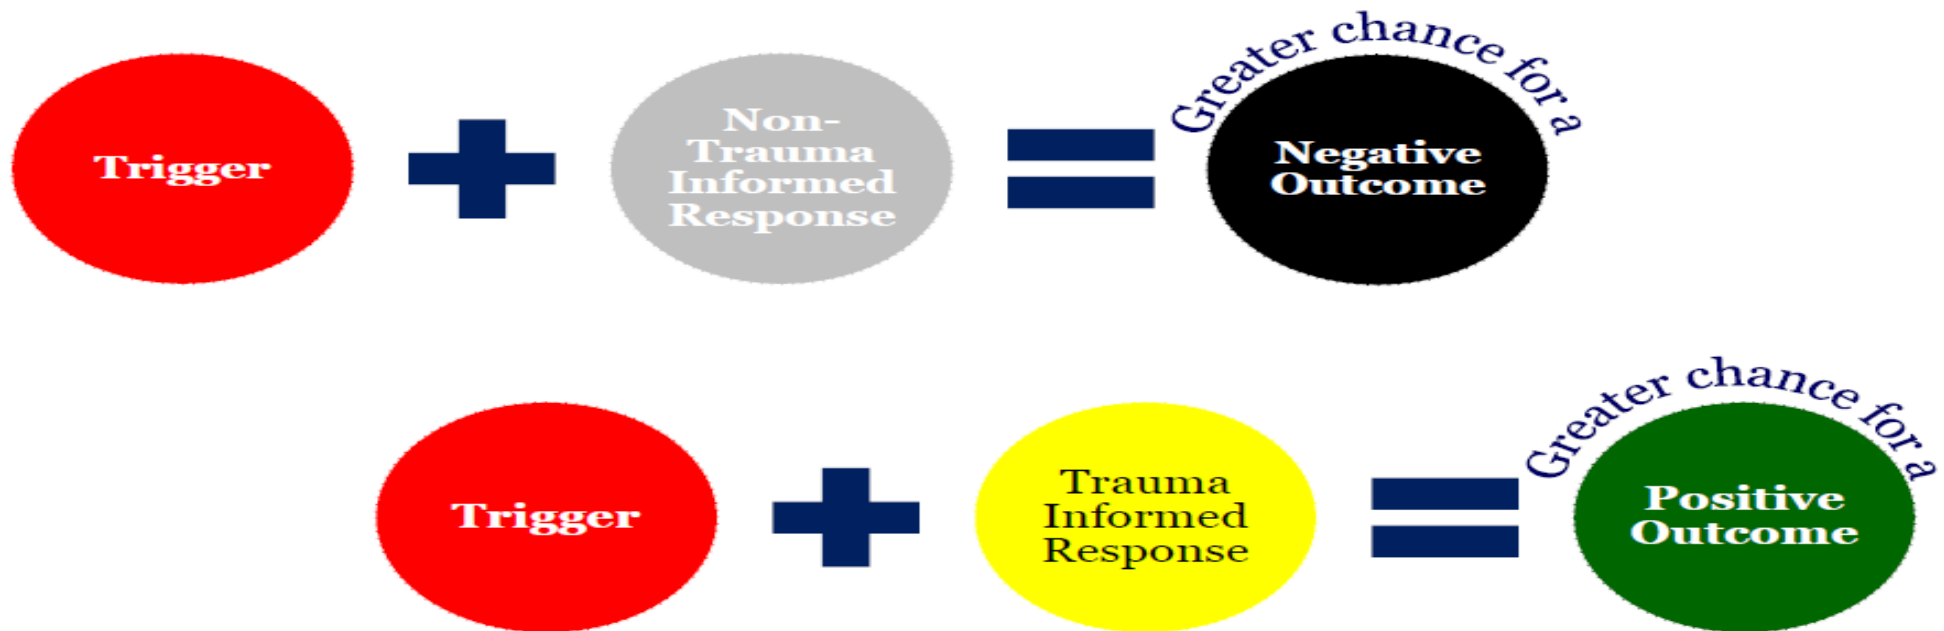 Greater chance for a
Trigger
Non-
Trauma
Informed
Response
Negative
Outcome
Greater chance for a
Trigger
Trauma
Informed
Response
Positive
Outcome